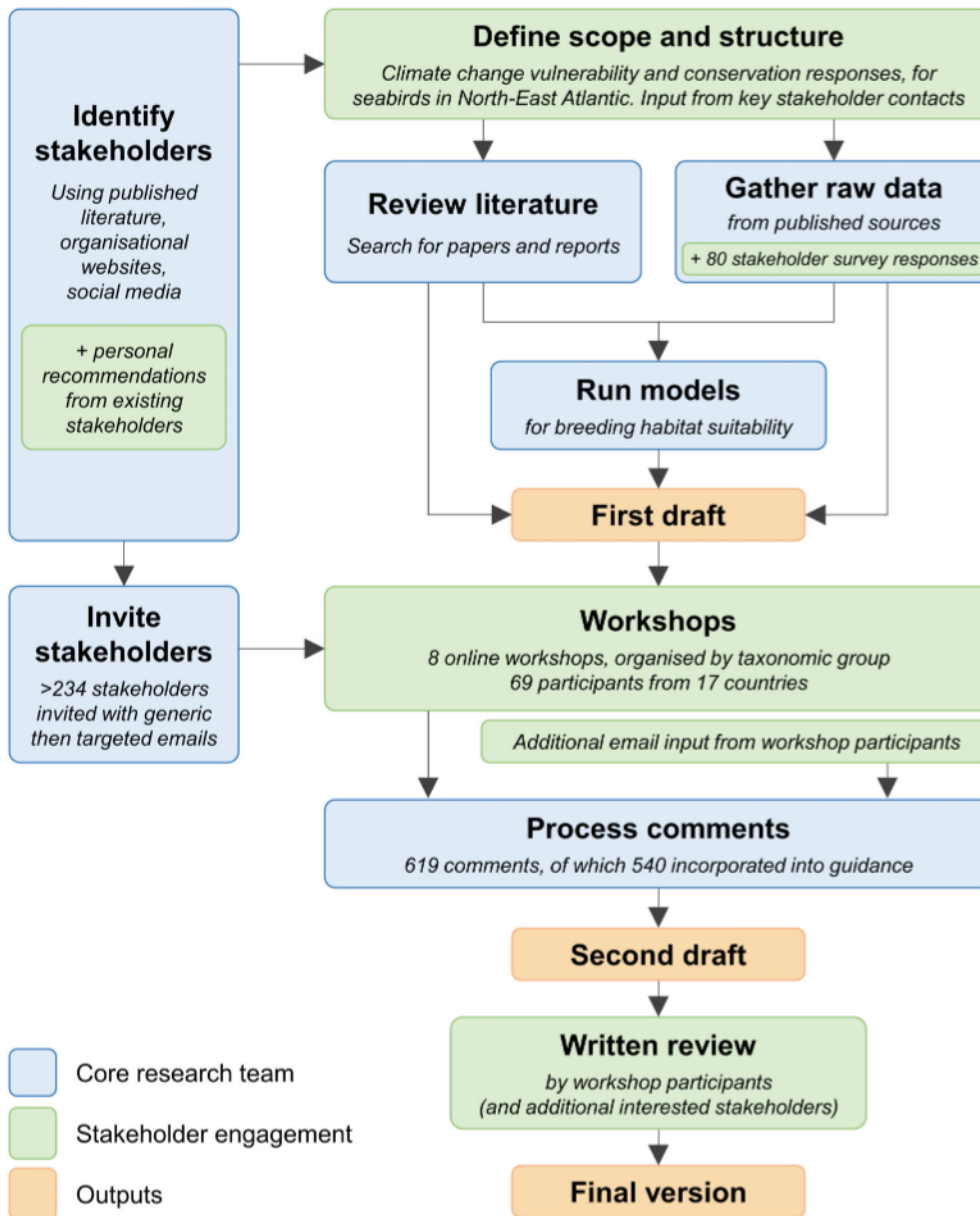 Identify
stakeholders
Using published
literature,
organisational
websites,
social media
+ personal
recommendations
from existing
stakeholders
Define scope and structure
Climate change vulnerability and conservation responses, for
seabirds in North-East Atlantic. Input from key stakeholder contacts
Review literature
Search for papers and reports
Gather raw data
from published sources
+ 80 stakeholder survey responses
Run models
for breeding habitat suitability
First draft
Invite
stakeholders
>234 stakeholders
invited with generic
then targeted emails
Workshops
8 online workshops, organised by taxonomic group
69 participants from 17 countries
Additional email input from workshop participants
Process comments
619 comments, of which 540 incorporated into guidance
Second draft
Written review
by workshop participants
(and additional interested stakeholders)
Final version
Core research team
Stakeholder engagement
Outputs